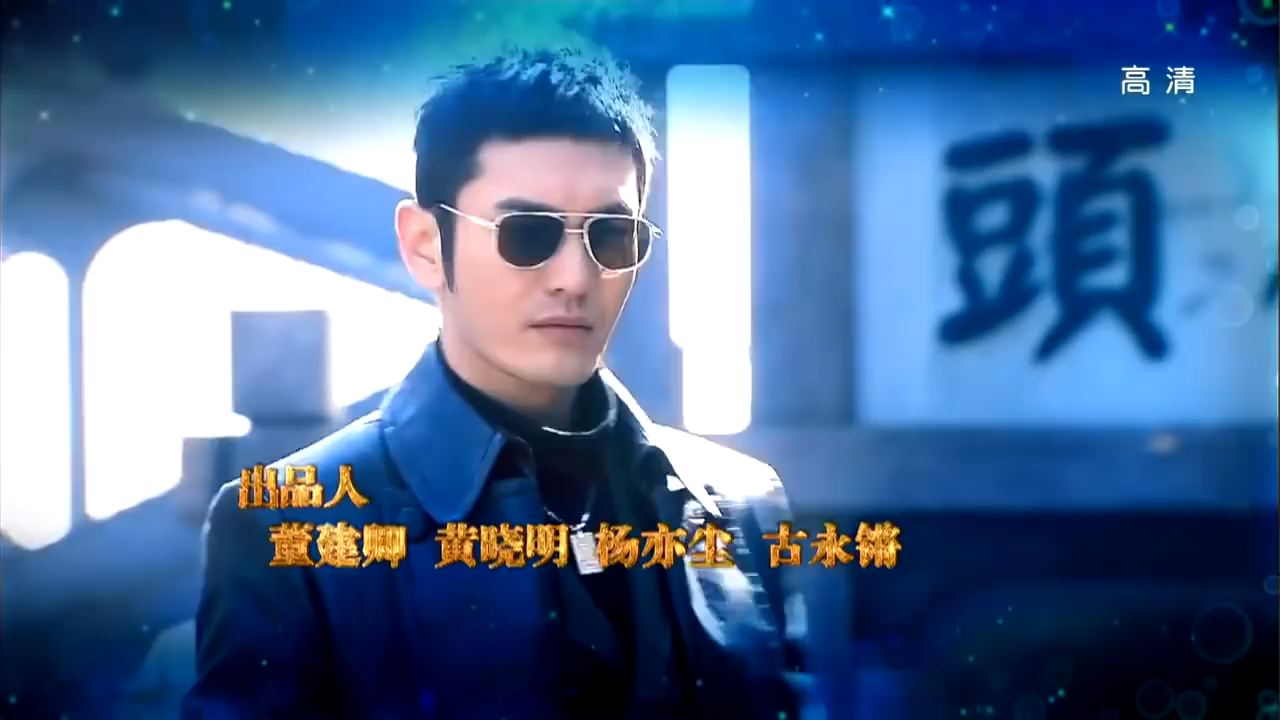 高清
頭
出品人
董建卿 黄晓明 杨亦尘 古永锵